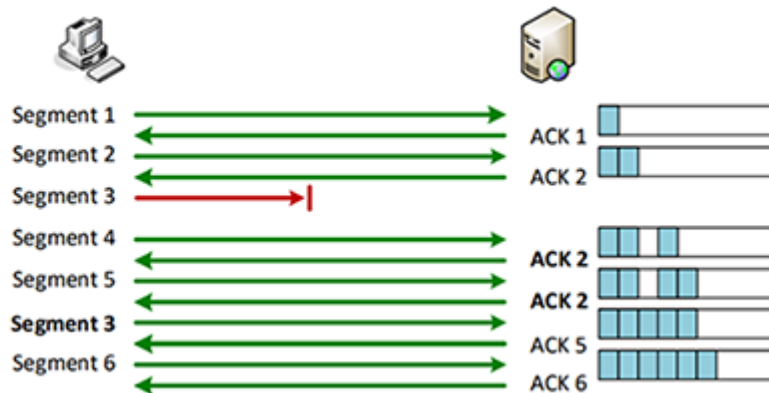 Segment 1
ACK 1
Segment 2
ACK 2
Segment 3
Segment 4
ACK 2
Segment 5
ACK 2
Segment 3
ACK 5
Segment 6
ACK 6